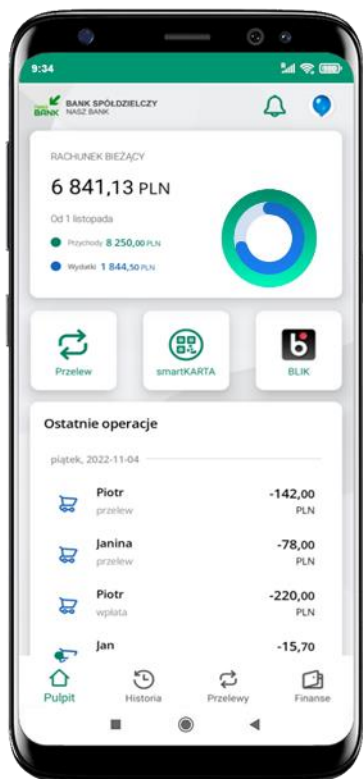 9:34
BANK SPÓŁDZIELCZY
NASZ BANK
BANK
RACHUNEK BIEŻĄCY
6 841,13 PLN
Od 1 listopada
Przychody 8 250,00 PLN
Wydatki 1 844,50 PLN
Przelew
smartKARTA
BLIK
Ostatnie operacje
piątek, 2022-11-04
Piotr -142,00
przelew PLN
Janina -78,00
przelew PLN
Piotr -220,00
wpłata PLN
Jan -15,70
Pulpit
Historia
Przelewy
Finanse